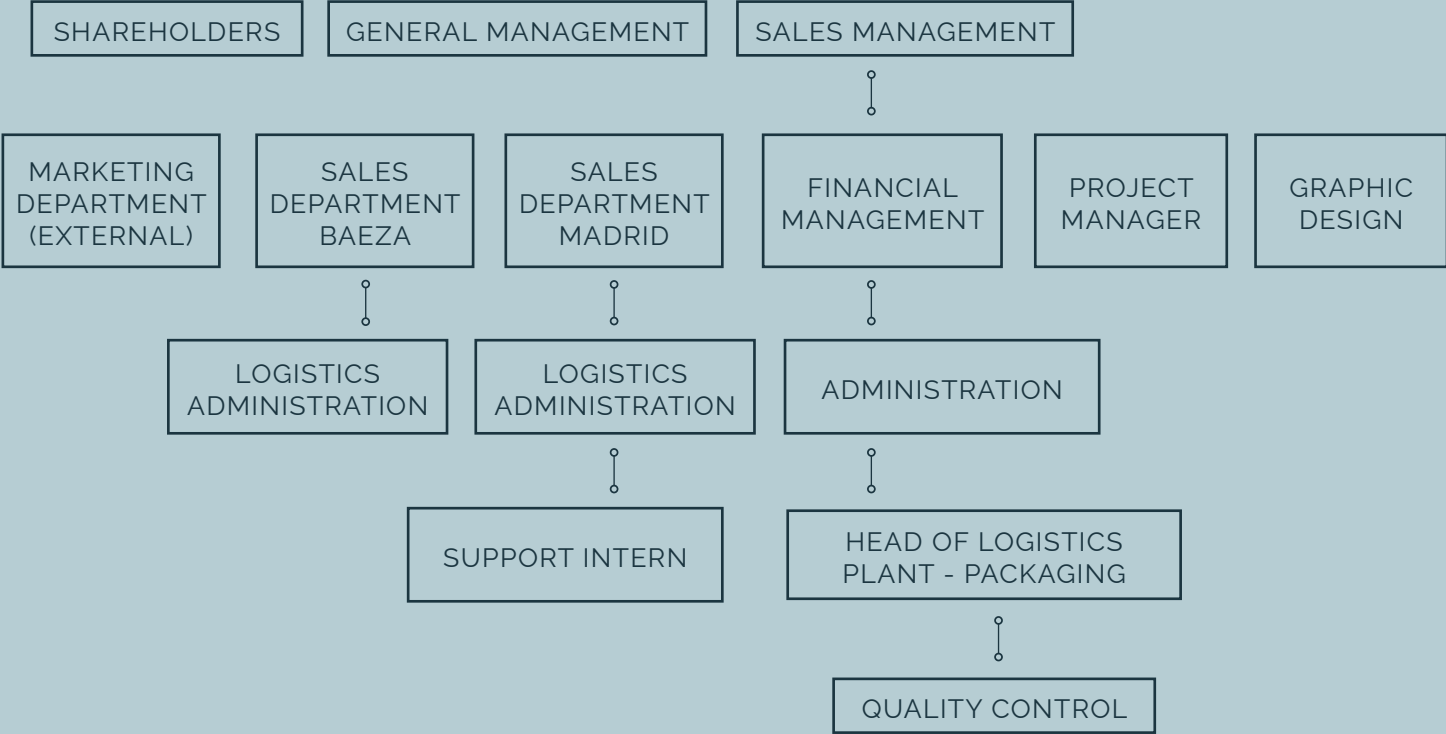 SHAREHOLDERS
GENERAL MANAGEMENT
SALES MANAGEMENT
MARKETING
DEPARTMENT
(EXTERNAL)
SALES
DEPARTMENT
BAEZA
SALES
DEPARTMENT
MADRID
FINANCIAL
MANAGEMENT
PROJECT
MANAGER
GRAPHIC
DESIGN
LOGISTICS
ADMINISTRATION
LOGISTICS
ADMINISTRATION
ADMINISTRATION
SUPPORT INTERN
HEAD OF LOGISTICS
PLANT - PACKAGING
QUALITY CONTROL